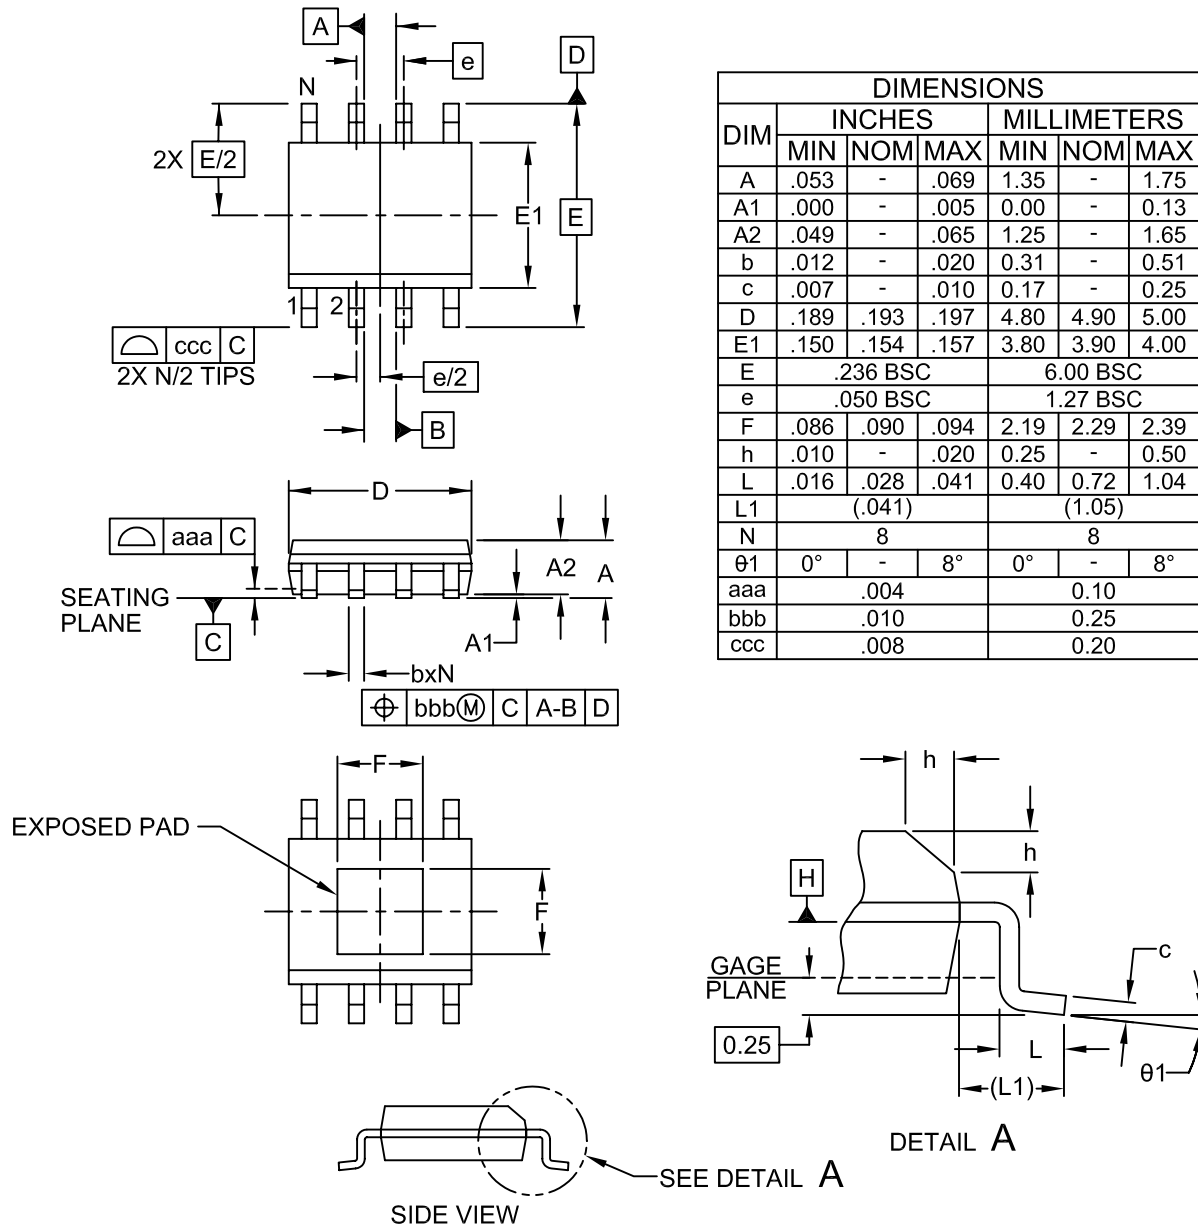 A
e
D
N
2X E/2
E1
E
1
2
ccc C
2X N/2 TIPS
e/2
B
D
aaa C
A2
A
SEATING
PLANE
C
A1
bxN
bbbⓂ C A-B D
F
EXPOSED PAD
F
SIDE VIEW
SEE DETAIL A
DIMENSIONS
DIM INCHES MILLIMETERS
MIN NOM MAX MIN NOM MAX
A .053 - .069 1.35 - 1.75
A1 .000 - .005 0.00 - 0.13
A2 .049 - .065 1.25 - 1.65
b .012 - .020 0.31 - 0.51
c .007 - .010 0.17 - 0.25
D .189 .193 .197 4.80 4.90 5.00
E1 .150 .154 .157 3.80 3.90 4.00
E .236 BSC 6.00 BSC
e .050 BSC 1.27 BSC
F .086 .090 .094 2.19 2.29 2.39
h .010 - .020 0.25 - 0.50
L .016 .028 .041 0.40 0.72 1.04
L1 (.041) (1.05)
N 8 8
θ1 0° - 8° 0° - 8°
aaa .004 0.10
bbb .010 0.25
ccc .008 0.20
h
h
H
GAGE
PLANE
c
0.25
L
(L1)
θ1
DETAIL A